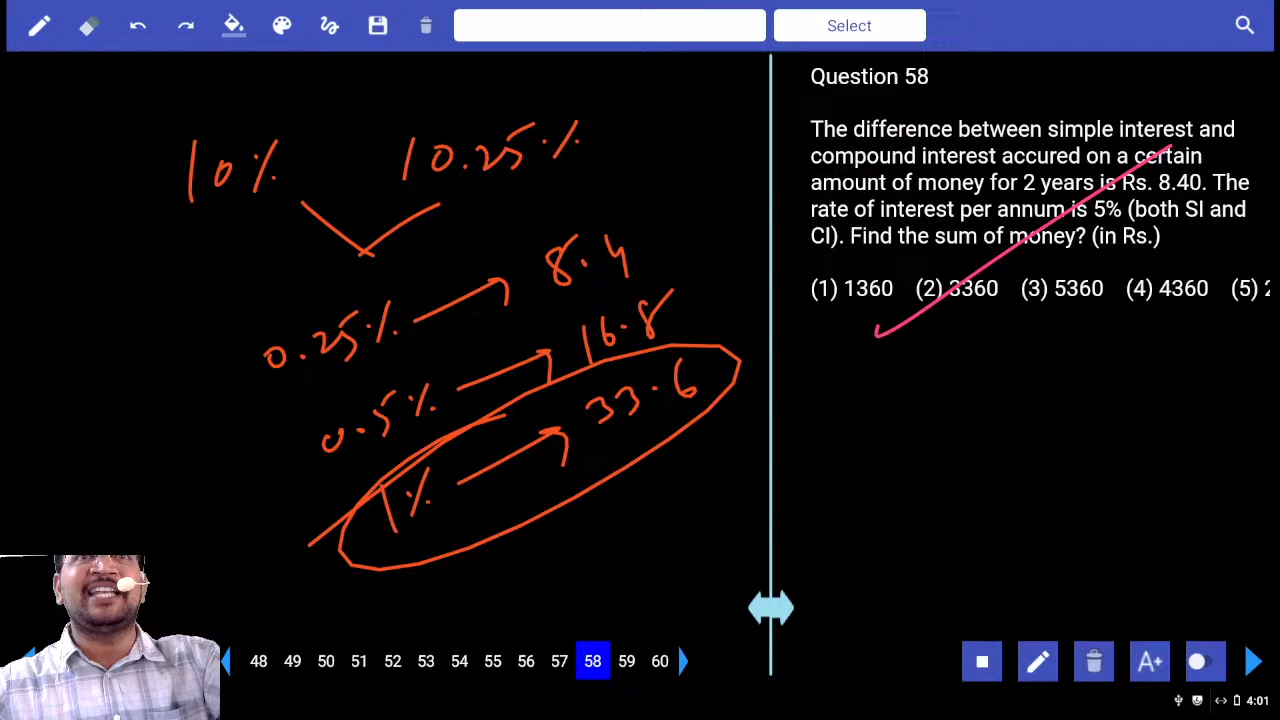 Select
Question 58
The difference between simple interest and
compound interest accured on a certain
amount of money for 2 years is Rs. 8.40. The
rate of interest per annum is 5% (both SI and
CI). Find the sum of money? (in Rs.)
(1) 1360 (2) 3360 (3) 5360 (4) 4360 (5) 2
10% 10.25%
0.25% 8.4
0.5% 16.8
1% 33.6
48 49 50 51 52 53 54 55 56 57 58 59 60
A+
4:01